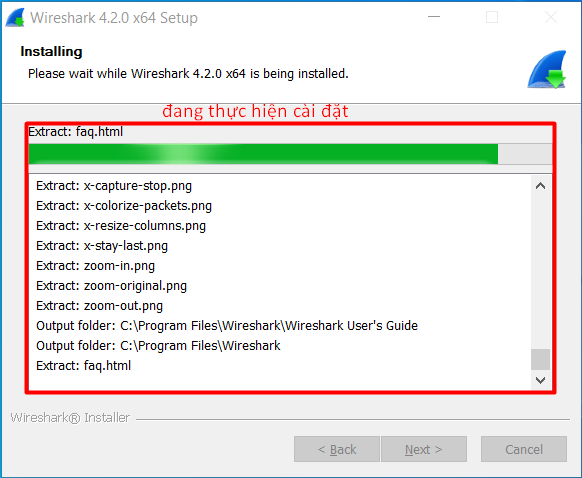 Wireshark 4.2.0 x64 Setup
Installing
Please wait while Wireshark 4.2.0 x64 is being installed.
đang thực hiện cài đặt
Extract: faq.html
Extract: x-capture-stop.png
Extract: x-colorize-packets.png
Extract: x-resize-columns.png
Extract: x-stay-last.png
Extract: zoom-in.png
Extract: zoom-original.png
Extract: zoom-out.png
Output folder: C:\Program Files\Wireshark\Wireshark User's Guide
Output folder: C:\Program Files\Wireshark
Extract: faq.html
Wireshark® Installer
< Back Next > Cancel